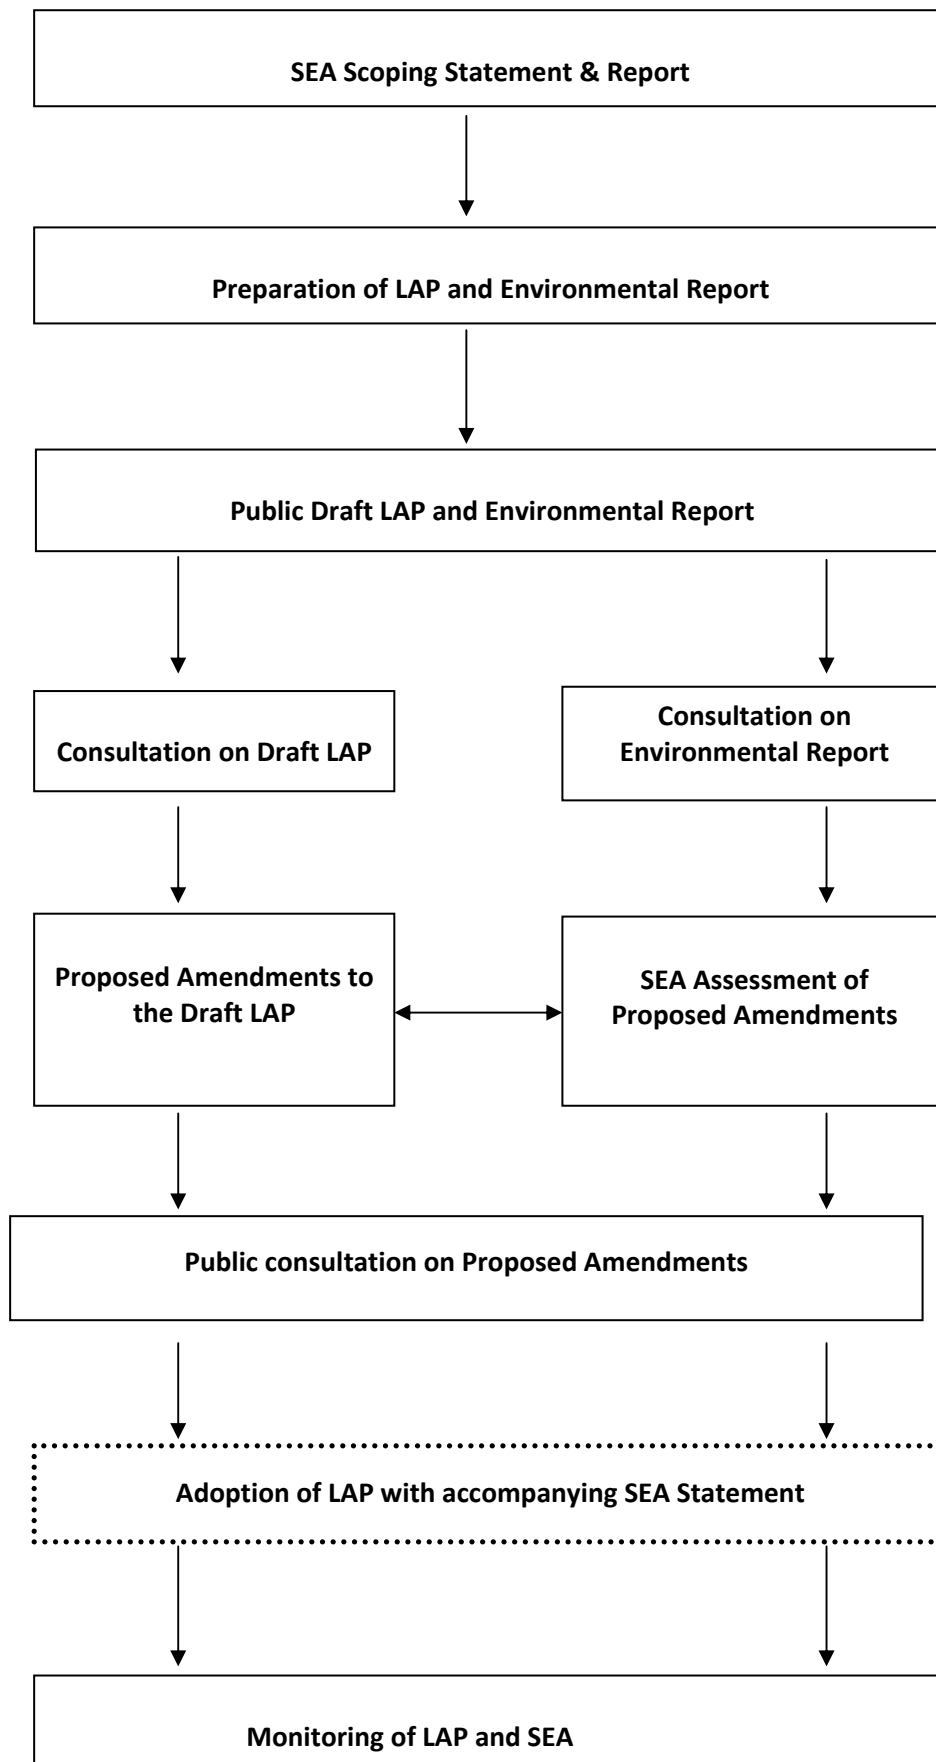 SEA Scoping Statement & Report
Preparation of LAP and Environmental Report
Public Draft LAP and Environmental Report
Consultation on Draft LAP
Consultation on
Environmental Report
Proposed Amendments to
the Draft LAP
SEA Assessment of
Proposed Amendments
Public consultation on Proposed Amendments
Adoption of LAP with accompanying SEA Statement
Monitoring of LAP and SEA